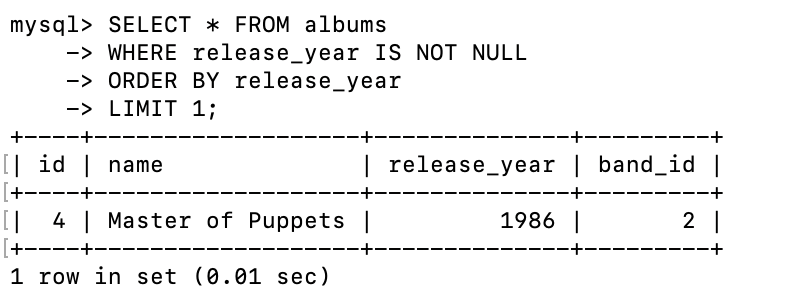 mysql> SELECT * FROM albums
    -> WHERE release_year IS NOT NULL
    -> ORDER BY release_year
    -> LIMIT 1;
+----+-------------------+--------------+---------+
[| id | name              | release_year | band_id |
[+----+-------------------+--------------+---------+
[|  4 | Master of Puppets |         1986 |       2 |
[+----+-------------------+--------------+---------+
1 row in set (0.01 sec)